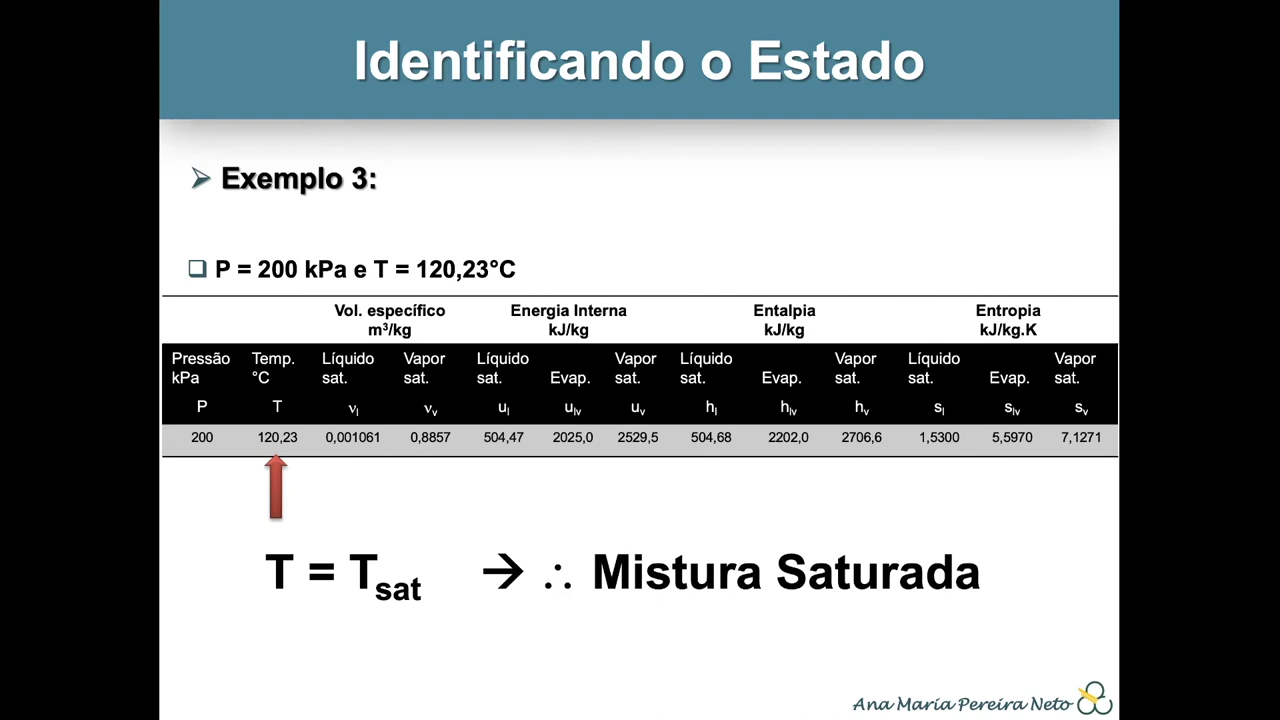 Identificando o Estado
Exemplo 3:
P = 200 kPa e T = 120,23°C
Vol. específico Energia Interna Entalpia Entropia
m³/kg kJ/kg kJ/kg kJ/kg.K
Pressão Temp. Líquido Vapor Líquido Vapor Líquido Vapor Líquido Vapor
kPa °C sat. sat. sat. Evap. sat. sat. Evap. sat. sat. Evap. sat.
P T νl νv ul ulv uv hl hlv hv sl slv sv
200 120,23 0,001061 0,8857 504,47 2025,0 2529,5 504,68 2202,0 2706,6 1,5300 5,5970 7,1271
T = Tsat → ∴ Mistura Saturada
Ana Maria Pereira Neto